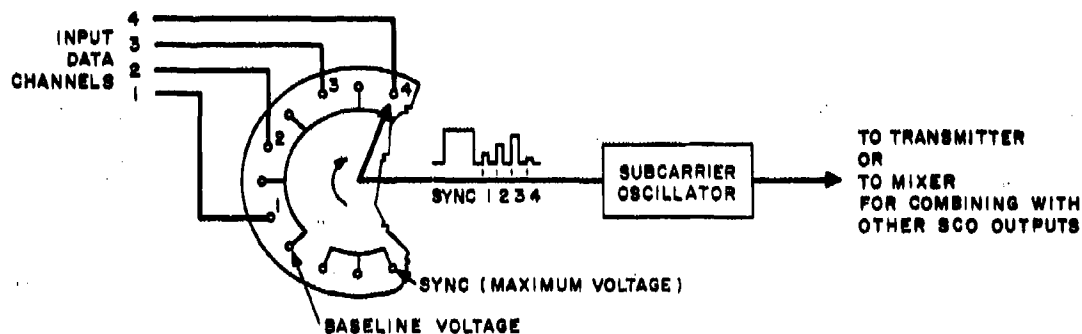 INPUT
DATA
CHANNELS
4
3
2
1
4
3
2
1
SYNC 1 2 3 4
SUBCARRIER
OSCILLATOR
TO TRANSMITTER
OR
TO MIXER
FOR COMBINING WITH
OTHER SCO OUTPUTS
SYNC (MAXIMUM VOLTAGE)
BASELINE VOLTAGE